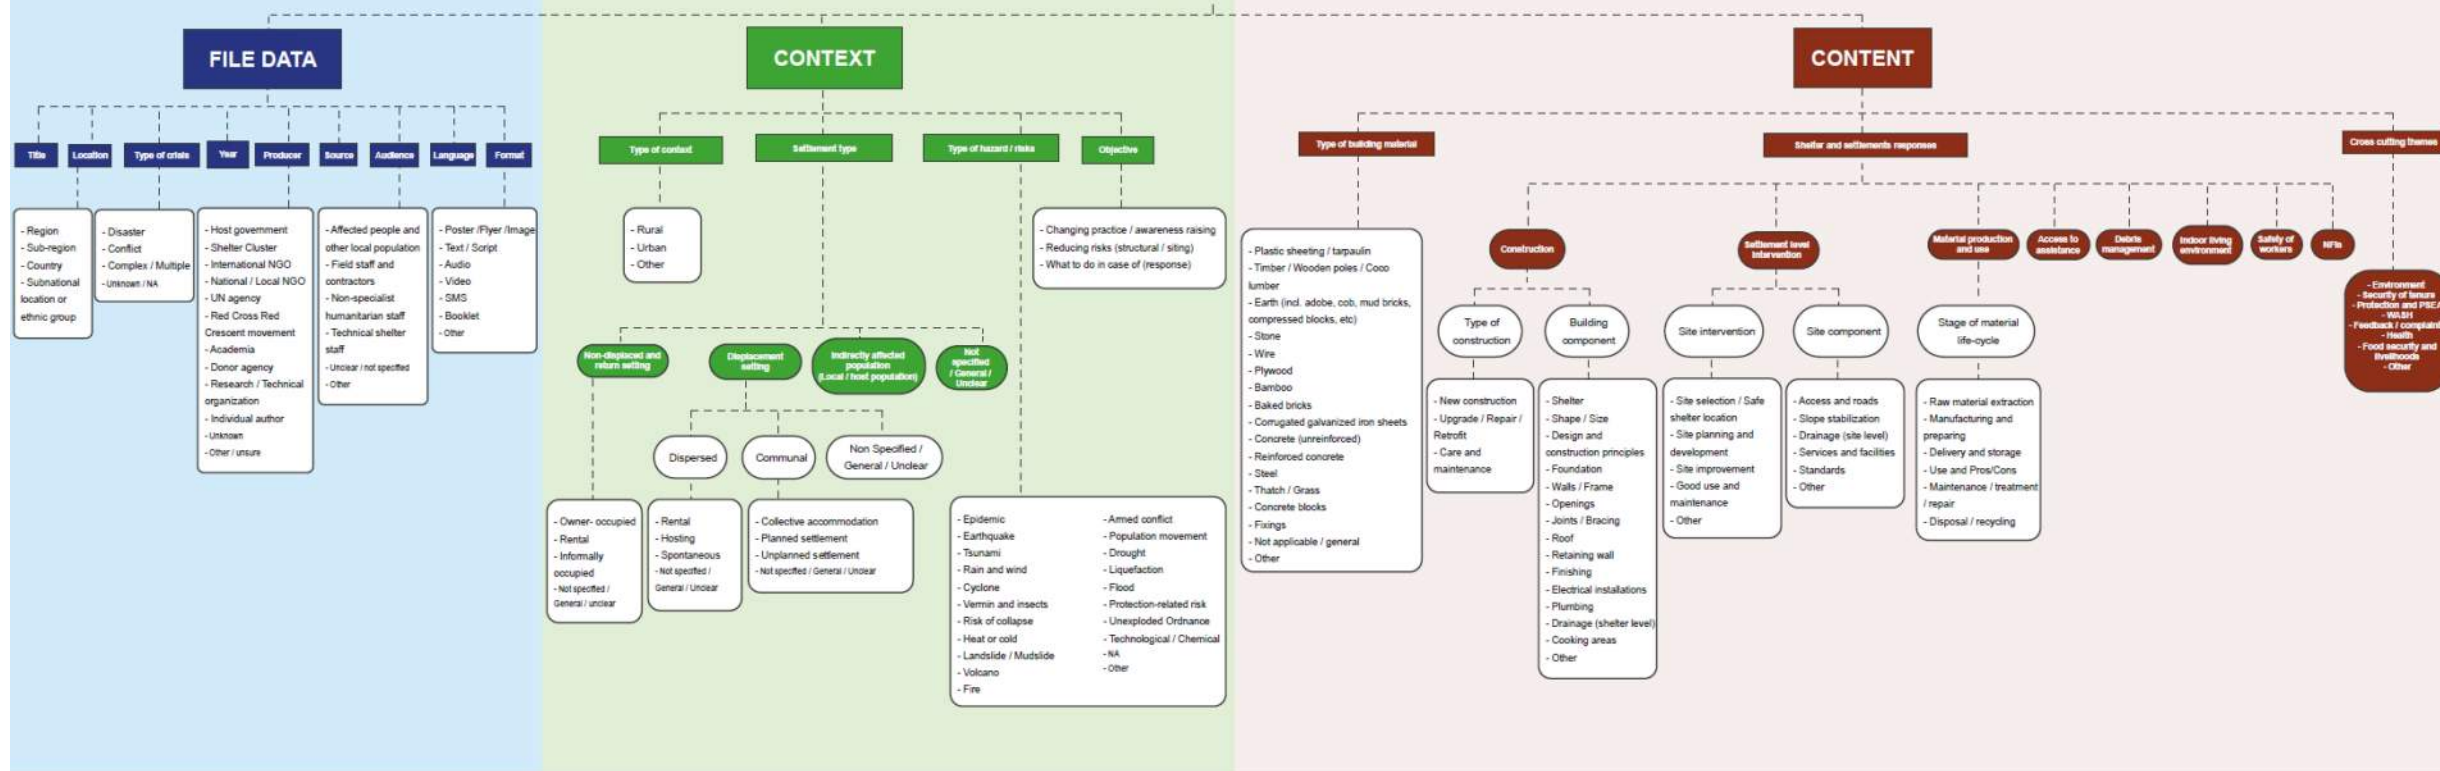 FILE DATA
Title
Location
Type of crisis
Year
Producer
Source
Audience
Language
Format
- Region
- Sub-region
- Country
- Subnational
location or
ethnic group
- Disaster
- Conflict
- Complex / Multiple
- Unknown / NA
- Host government
- Shelter Cluster
- International NGO
- National / Local NGO
- UN agency
- Red Cross Red
Crescent movement
- Academia
- Donor agency
- Research / Technical
organization
- Individual author
- Unknown
- Other / unsure
- Affected people and
other local population
- Field staff and
contractors
- Non-specialist
humanitarian staff
- Technical shelter
staff
- Unclear / not specified
- Other
- Poster /Flyer /Image
- Text / Script
- Audio
- Video
- SMS
- Booklet
- Other
CONTEXT
Type of context
Settlement type
Type of hazard / risks
Objective
- Rural
- Urban
- Other
- Changing practice / awareness raising
- Reducing risks (structural / siting)
- What to do in case of (response)
Non-displaced and
return setting
Displacement
setting
Indirectly affected
population
(Local / host population)
Not
specified
/ General /
Unclear
Dispersed
Communal
Non Specified /
General / Unclear
- Owner- occupied
- Rental
- Informally
occupied
- Not specified /
General / unclear
- Rental
- Hosting
- Spontaneous
- Not specified /
General / Unclear
- Collective accommodation
- Planned settlement
- Unplanned settlement
- Not specified / General / Unclear
- Epidemic
- Earthquake
- Tsunami
- Rain and wind
- Cyclone
- Vermin and insects
- Risk of collapse
- Heat or cold
- Landslide / Mudslide
- Volcano
- Fire
- Armed conflict
- Population movement
- Drought
- Liquefaction
- Flood
- Protection-related risk
- Unexploded Ordnance
- Technological / Chemical
- NA
- Other
CONTENT
Type of building material
Shelter and settlements responses
Cross cutting themes
- Plastic sheeting / tarpaulin
- Timber / Wooden poles / Coco
lumber
- Earth (incl. adobe, cob, mud bricks,
compressed blocks, etc)
- Stone
- Wire
- Plywood
- Bamboo
- Baked bricks
- Corrugated galvanized iron sheets
- Concrete (unreinforced)
- Reinforced concrete
- Steel
- Thatch / Grass
- Concrete blocks
- Fixings
- Not applicable / general
- Other
Construction
Settlement level
intervention
Material production
and use
Access to
assistance
Debris
management
Indoor living
environment
Safety of
workers
NFIs
Type of
construction
Building
component
Site intervention
Site component
Stage of material
life-cycle
- New construction
- Upgrade / Repair /
Retrofit
- Care and
maintenance
- Shelter
- Shape / Size
- Design and
construction principles
- Foundation
- Walls / Frame
- Openings
- Joints / Bracing
- Roof
- Retaining wall
- Finishing
- Electrical installations
- Plumbing
- Drainage (shelter level)
- Cooking areas
- Other
- Site selection / Safe
shelter location
- Site planning and
development
- Site improvement
- Good use and
maintenance
- Other
- Access and roads
- Slope stabilization
- Drainage (site level)
- Services and facilities
- Standards
- Other
- Raw material extraction
- Manufacturing and
preparing
- Delivery and storage
- Use and Pros/Cons
- Maintenance / treatment
/ repair
- Disposal / recycling
- Environment
- Security of tenure
- Protection and
- WASH
- Feedback /
- Health
- Food security and
livelihoods
- Other